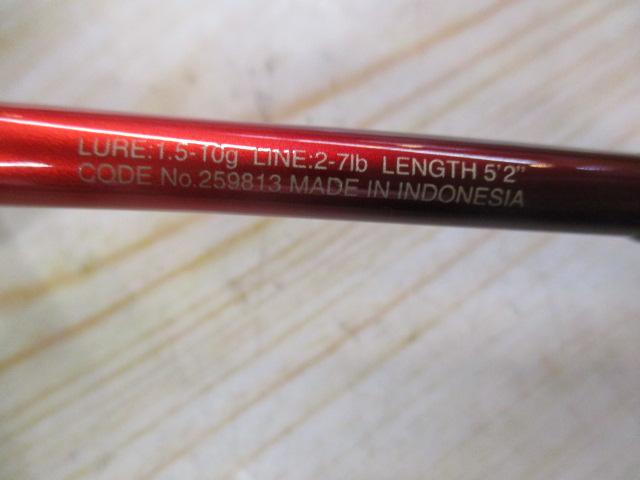 LURE:1.5-10g LINE:2-7lb LENGTH 5'2"
CODE No.259813 MADE IN INDONESIA